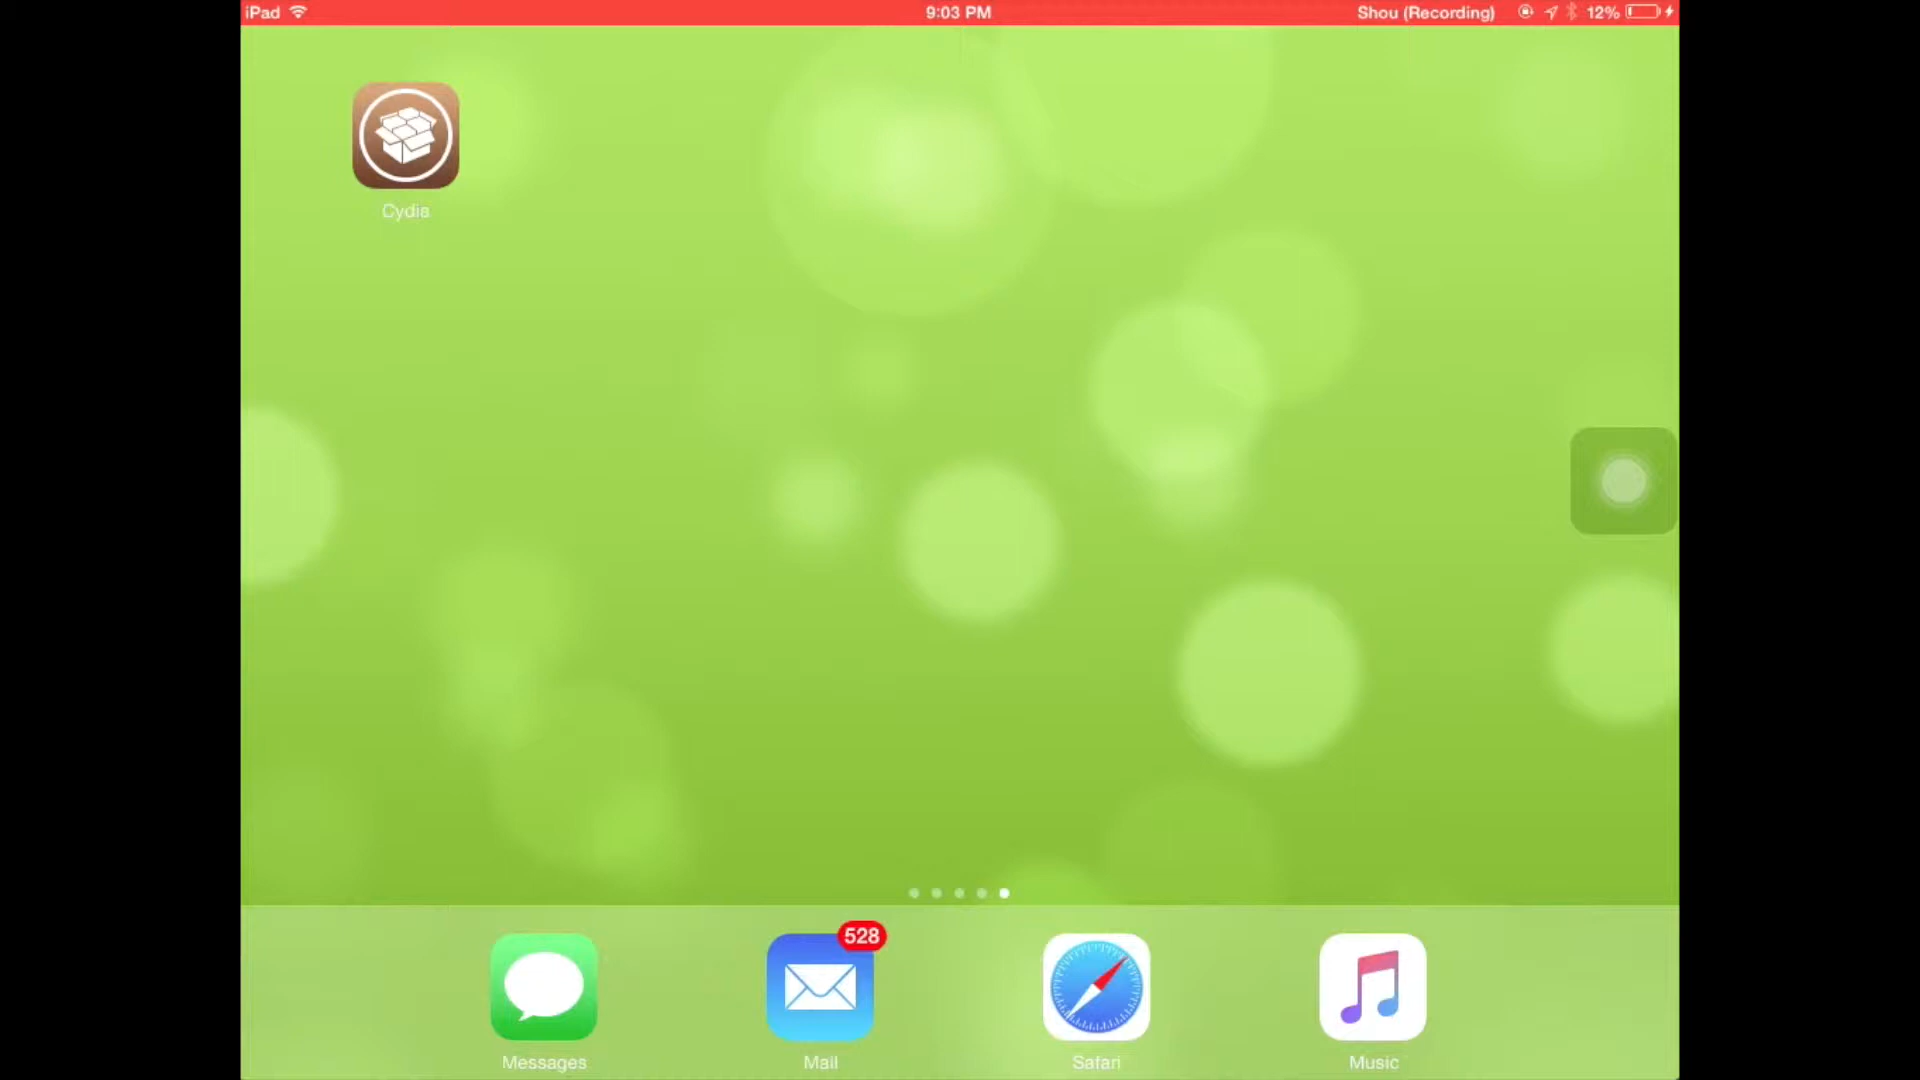 iPad 9:03 PM Shou (Recording) 12%
Cydia
528
Messages Mail Safari Music